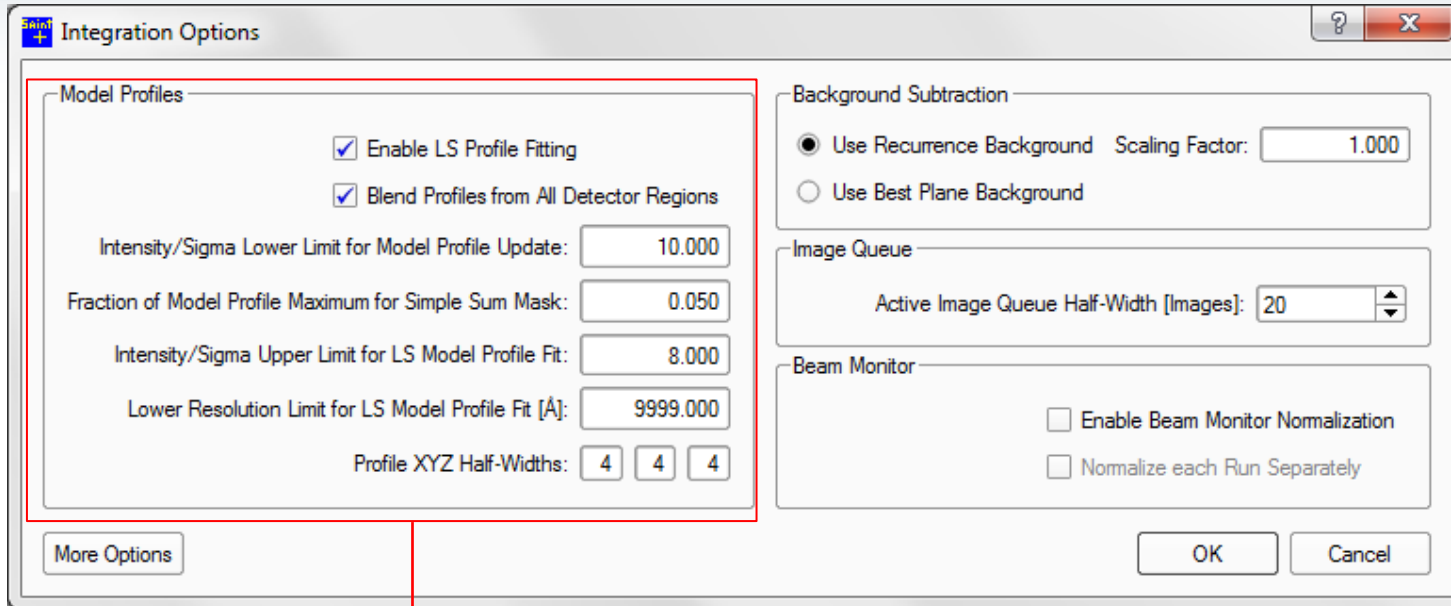 SAint
+
Integration Options
?
X
Model Profiles
Enable LS Profile Fitting
Blend Profiles from All Detector Regions
Intensity/Sigma Lower Limit for Model Profile Update: 10.000
Fraction of Model Profile Maximum for Simple Sum Mask: 0.050
Intensity/Sigma Upper Limit for LS Model Profile Fit: 8.000
Lower Resolution Limit for LS Model Profile Fit [Å]: 9999.000
Profile XYZ Half-Widths: 4 4 4
Background Subtraction
Use Recurrence Background Scaling Factor: 1.000
Use Best Plane Background
Image Queue
Active Image Queue Half-Width [Images]: 20
Beam Monitor
Enable Beam Monitor Normalization
Normalize each Run Separately
More Options
OK
Cancel